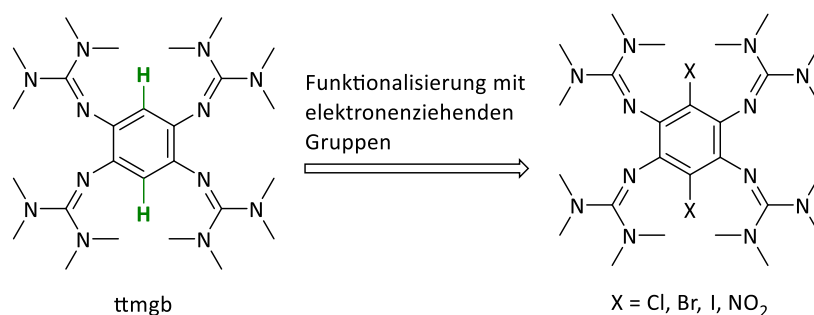 N N
N N
H
N N
N N
H
N N
N N
ttmgb
Funktionalisierung mit
elektronenziehenden
Gruppen
N N
N X N
N N
N N
N X N
N N
X = Cl, Br, I, NO₂